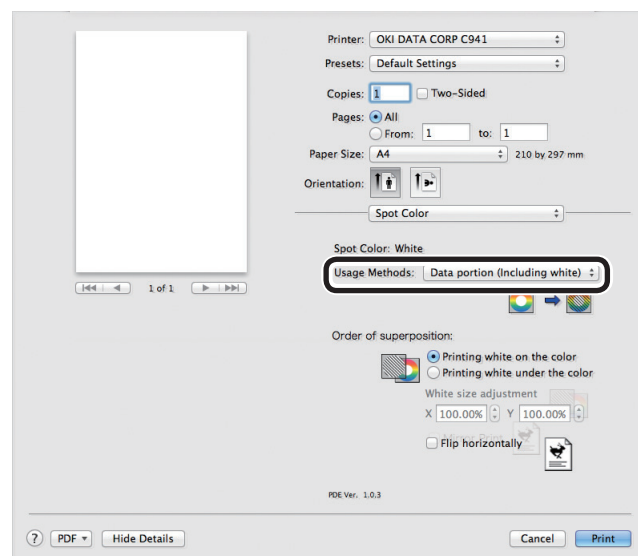 Printer: OKI DATA CORP C941
Presets: Default Settings
Copies: 1 Two-Sided
Pages: All
From: 1 to: 1
Paper Size: A4 210 by 297 mm
Orientation:
Spot Color
Spot Color: White
Usage Methods: Data portion (Including white)
1 of 1
Order of superposition:
Printing white on the color
Printing white under the color
White size adjustment
X 100.00% Y 100.00%
Flip horizontally
PDE Ver. 1.0.3
? PDF Hide Details Cancel Print